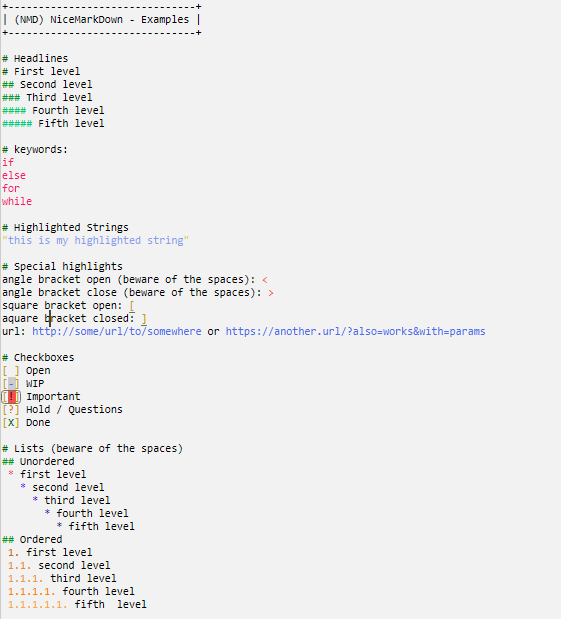 +-------------------------------+
| (NMD) NiceMarkDown - Examples |
+-------------------------------+
# Headlines
# First level
## Second level
### Third level
#### Fourth level
##### Fifth level
# keywords:
if
else
for
while
# Highlighted Strings
"this is my highlighted string"
# Special highlights
angle bracket open (beware of the spaces): <
angle bracket close (beware of the spaces): >
square bracket open: [
aquare bracket closed: ]
url: http://some/url/to/somewhere or https://another.url/?also=works&with=params
# Checkboxes
[ ] Open
[-] WIP
[!] Important
[?] Hold / Questions
[X] Done
# Lists (beware of the spaces)
## Unordered
 * first level
   * second level
     * third level
       * fourth level
         * fifth level
## Ordered
 1. first level
 1.1. second level
 1.1.1. third level
 1.1.1.1. fourth level
 1.1.1.1.1. fifth  level